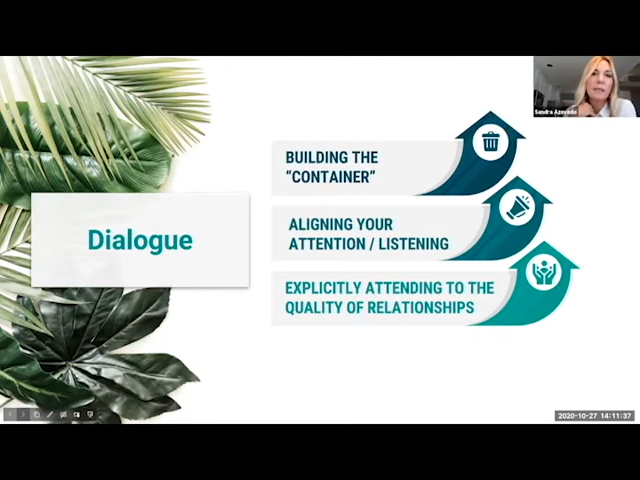 Sandra Azevedo
BUILDING THE
“CONTAINER”
Dialogue
ALIGNING YOUR
ATTENTION / LISTENING
EXPLICITLY ATTENDING TO THE
QUALITY OF RELATIONSHIPS
2020-10-27 14:11:37